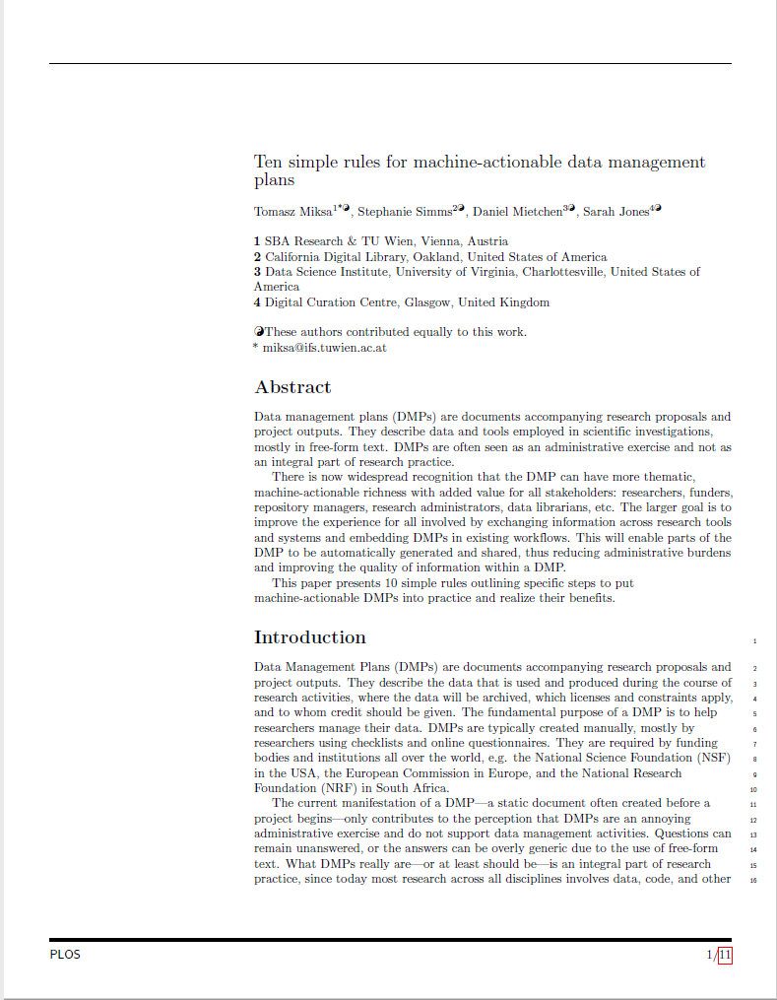 Ten simple rules for machine-actionable data management
plans
Tomasz Miksa1*☯, Stephanie Simms2☯, Daniel Mietchen3☯, Sarah Jones4☯
1 SBA Research & TU Wien, Vienna, Austria
2 California Digital Library, Oakland, United States of America
3 Data Science Institute, University of Virginia, Charlottesville, United States of
America
4 Digital Curation Centre, Glasgow, United Kingdom
☯These authors contributed equally to this work.
* miksa@ifs.tuwien.ac.at
Abstract
Data management plans (DMPs) are documents accompanying research proposals and
project outputs. They describe data and tools employed in scientific investigations,
mostly in free-form text. DMPs are often seen as an administrative exercise and not as
an integral part of research practice.
There is now widespread recognition that the DMP can have more thematic,
machine-actionable richness with added value for all stakeholders: researchers, funders,
repository managers, research administrators, data librarians, etc. The larger goal is to
improve the experience for all involved by exchanging information across research tools
and systems and embedding DMPs in existing workflows. This will enable parts of the
DMP to be automatically generated and shared, thus reducing administrative burdens
and improving the quality of information within a DMP.
This paper presents 10 simple rules outlining specific steps to put
machine-actionable DMPs into practice and realize their benefits.
Introduction 1
Data Management Plans (DMPs) are documents accompanying research proposals and 2
project outputs. They describe the data that is used and produced during the course of 3
research activities, where the data will be archived, which licenses and constraints apply, 4
and to whom credit should be given. The fundamental purpose of a DMP is to help 5
researchers manage their data. DMPs are typically created manually, mostly by 6
researchers using checklists and online questionnaires. They are required by funding 7
bodies and institutions all over the world, e.g. the National Science Foundation (NSF) 8
in the USA, the European Commission in Europe, and the National Research 9
Foundation (NRF) in South Africa. 10
The current manifestation of a DMP—a static document often created before a 11
project begins—only contributes to the perception that DMPs are an annoying 12
administrative exercise and do not support data management activities. Questions can 13
remain unanswered, or the answers can be overly generic due to the use of free-form 14
text. What DMPs really are—or at least should be—is an integral part of research 15
practice, since today most research across all disciplines involves data, code, and other 16
PLOS 1/11